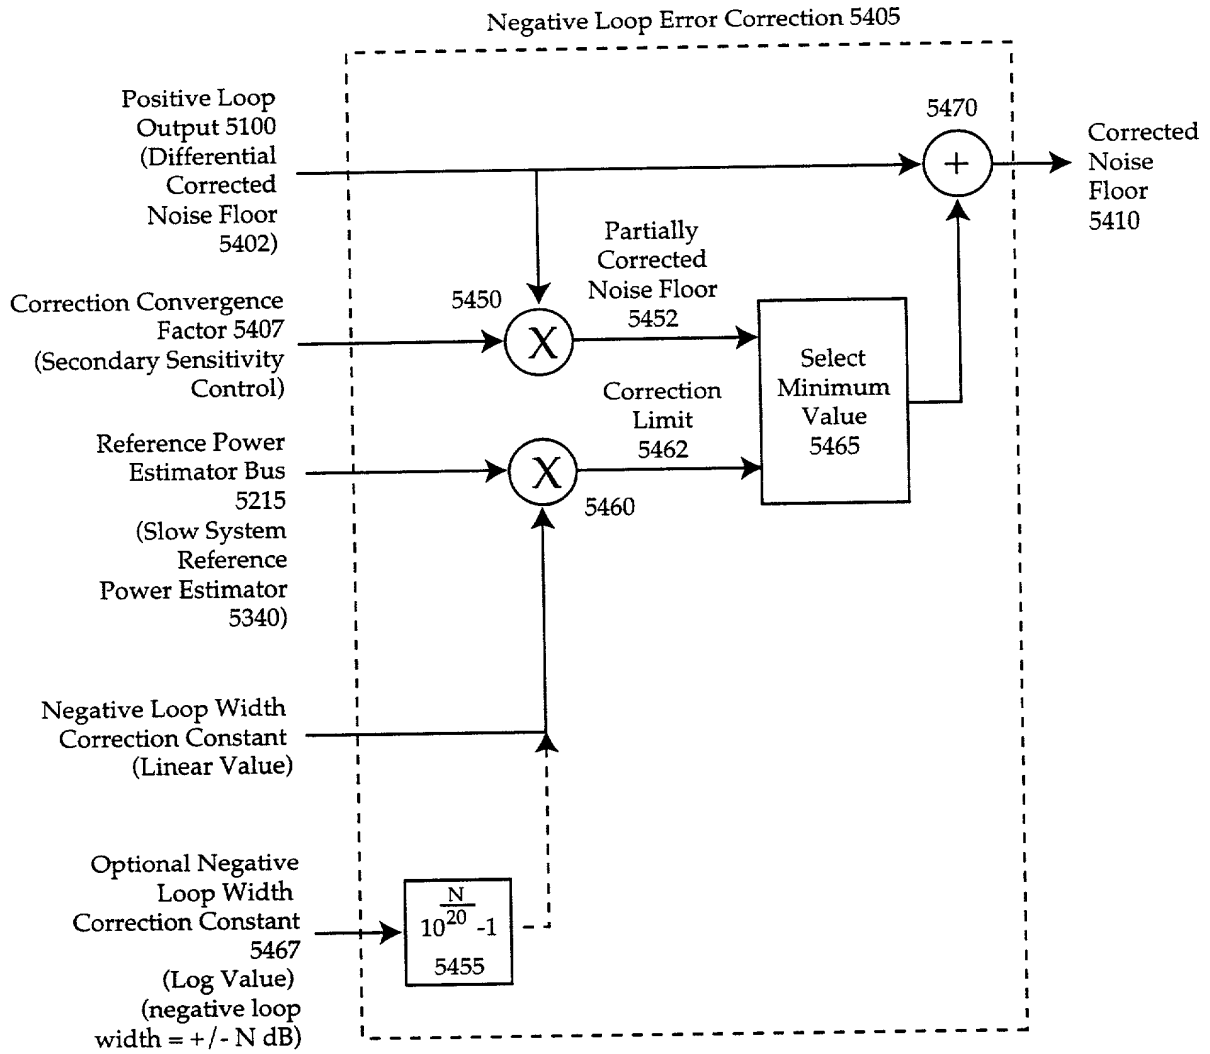 Negative Loop Error Correction 5405
Positive Loop
Output 5100
(Differential
Corrected
Noise Floor
5402)
5470
+
Corrected
Noise
Floor
5410
Correction Convergence
Factor 5407
(Secondary Sensitivity
Control)
5450
X
Partially
Corrected
Noise Floor
5452
Select
Minimum
Value
5465
Reference Power
Estimator Bus
5215
(Slow System
Reference
Power Estimator
5340)
X
5460
Correction
Limit
5462
Negative Loop Width
Correction Constant
(Linear Value)
Optional Negative
Loop Width
Correction Constant
5467
(Log Value)
(negative loop
width = +/- N dB)
N
10 20 -1
5455